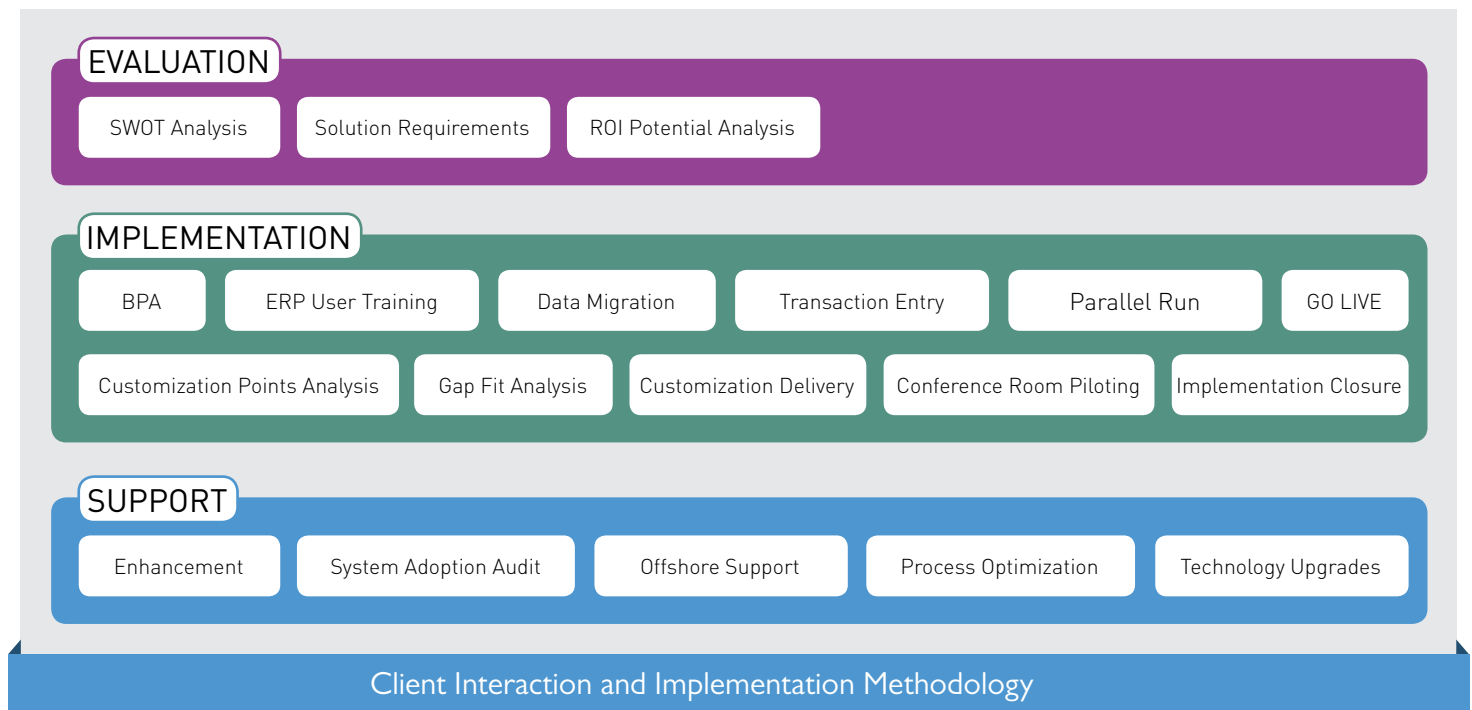 EVALUATION
SWOT Analysis
Solution Requirements
ROI Potential Analysis
IMPLEMENTATION
BPA
ERP User Training
Data Migration
Transaction Entry
Parallel Run
GO LIVE
Customization Points Analysis
Gap Fit Analysis
Customization Delivery
Conference Room Piloting
Implementation Closure
SUPPORT
Enhancement
System Adoption Audit
Offshore Support
Process Optimization
Technology Upgrades
Client Interaction and Implementation Methodology